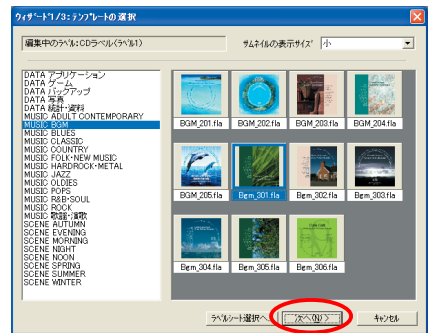 ウィザード1/3:テンプレートの選択
編集中のラベル:CDラベル(ラベル1)
サムネイルの表示サイズ 小
DATA アプリケーション
DATA ゲーム
DATA バックアップ
DATA 写真
DATA 統計・資料
MUSIC ADULT CONTEMPORARY
MUSIC BGM
MUSIC BLUES
MUSIC CLASSIC
MUSIC COUNTRY
MUSIC FOLK・NEW MUSIC
MUSIC HARDROCK・METAL
MUSIC JAZZ
MUSIC OLDIES
MUSIC POPS
MUSIC R&B・SOUL
MUSIC ROCK
MUSIC 歌謡・演歌
SCENE AUTUMN
SCENE EVENING
SCENE MORNING
SCENE NIGHT
SCENE NOON
SCENE SPRING
SCENE SUMMER
SCENE WINTER
BGM_201.fla
BGM_202.fla
BGM_203.fla
BGM_204.fla
BGM_205.fla
Bgm_301.fla
Bgm_302.fla
Bgm_303.fla
Bgm_304.fla
Bgm_305.fla
Bgm_306.fla
ラベルシート選択へ
次へ(N) >
キャンセル